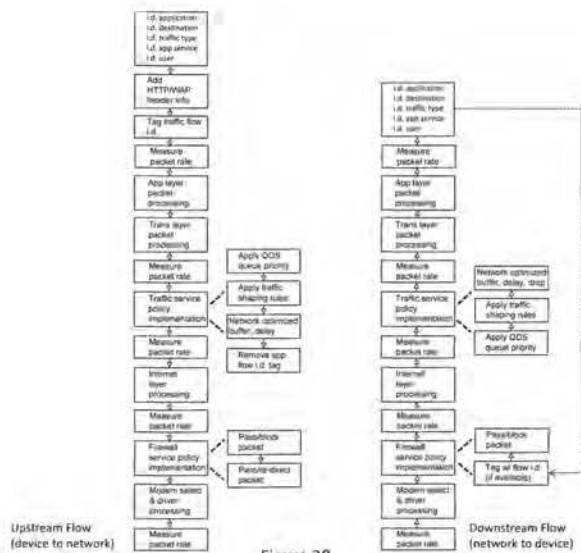 i.d. application
i.d. destination
i.d. traffic type
i.d. app service
i.d. user
Add
HTTP/WAP
header info
Tag traffic flow
i.d.
Measure
packet rate
App layer
packet
processing
Trans layer
packet
processing
Measure
packet rate
Traffic service
policy
implementation
Measure
packet rate
Internet
layer
processing
Measure
packet rate
Firewall
service policy
implementation
Modem select
& driver
processing
Measure
packet rate
Apply QOS
queue priority
Apply traffic
shaping rules
Network optimized
buffer, delay
Remove app
flow i.d. tag
Pass/block
packet
Pass/re-direct
packet
Upstream Flow
(device to network)
i.d. application
i.d. destination
i.d. traffic type
i.d. app service
i.d. user
Measure
packet rate
App layer
packet
processing
Trans layer
packet
processing
Measure
packet rate
Traffic service
policy
implementation
Measure
packet rate
Internet
layer
processing
Measure
packet rate
Firewall
service policy
implementation
Modem select
& driver
processing
Measure
packet rate
Network optimized
buffer, delay, drop
Apply traffic
shaping rules
Apply QOS
queue priority
Pass/block
packet
Tag w/ flow i.d.
(if available)
Downstream Flow
(network to device)